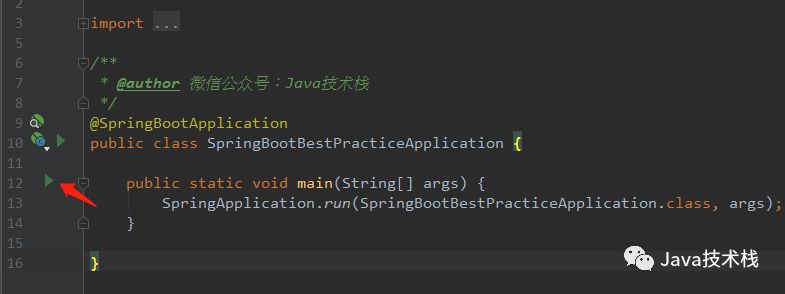 2
3 import ...
5
6 /**
7 * @author 微信公众号：Java技术栈
8 */
9 @SpringBootApplication
10 public class SpringBootBestPracticeApplication {
11
12 public static void main(String[] args) {
13 SpringApplication.run(SpringBootBestPracticeApplication.class, args);
14 }
15
16 }
Java技术栈